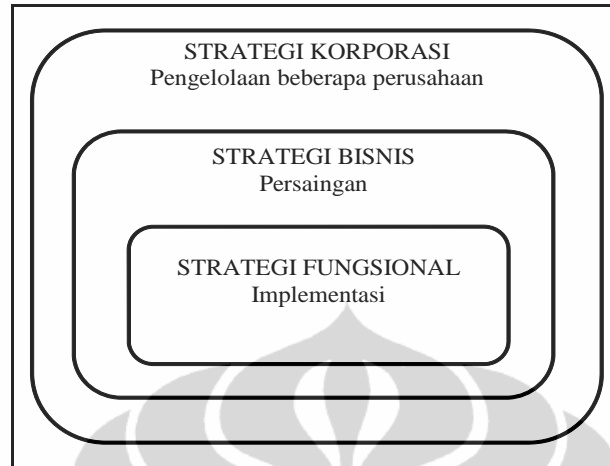 STRATEGI KORPORASI
Pengelolaan beberapa perusahaan
STRATEGI BISNIS
Persaingan
STRATEGI FUNGSIONAL
Implementasi